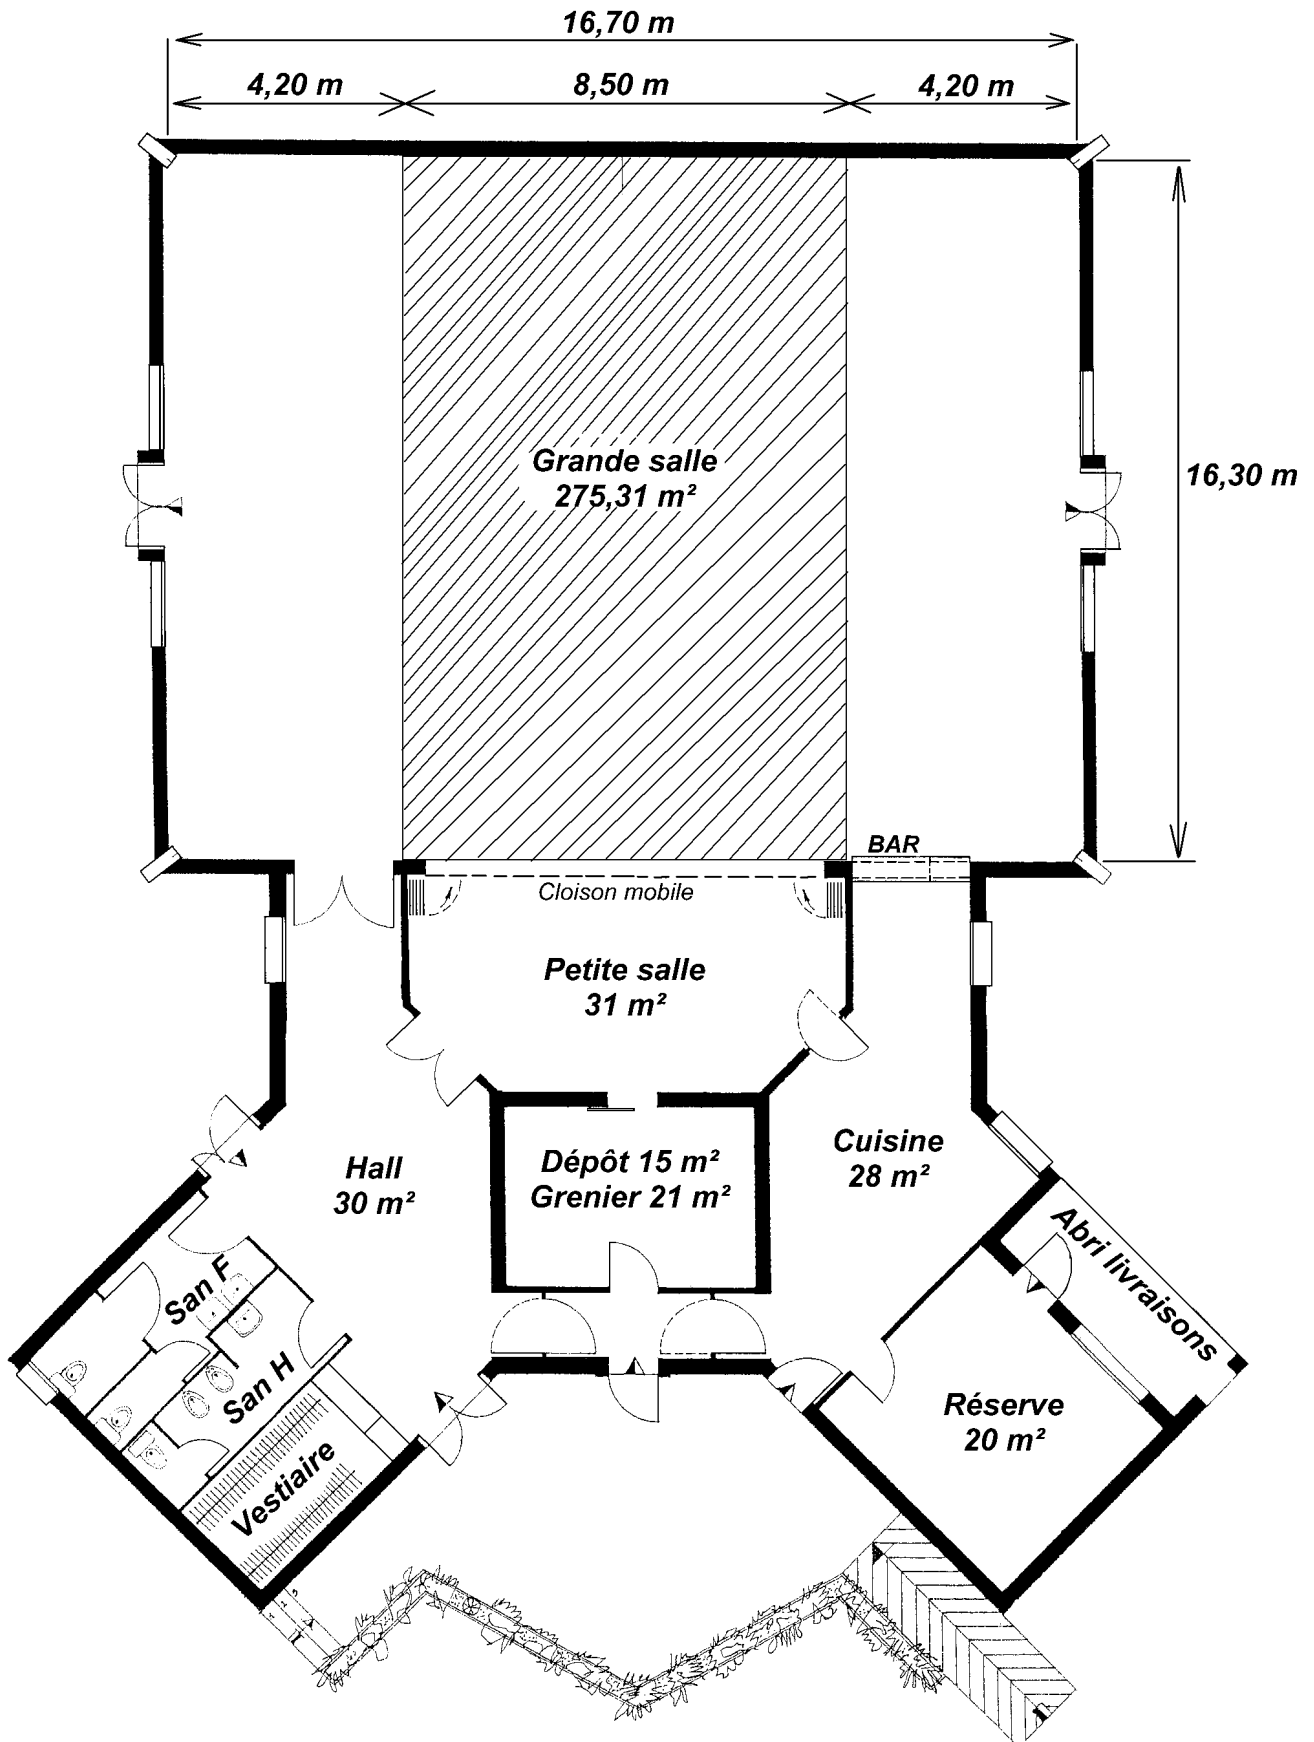 16,70 m
4,20 m
8,50 m
4,20 m
Grande salle
275,31 m²
16,30 m
BAR
Cloison mobile
Petite salle
31 m²
Hall
30 m²
Dépôt 15 m²
Grenier 21 m²
Cuisine
28 m²
Abri livraisons
San F
San H
Vestiaire
Réserve
20 m²